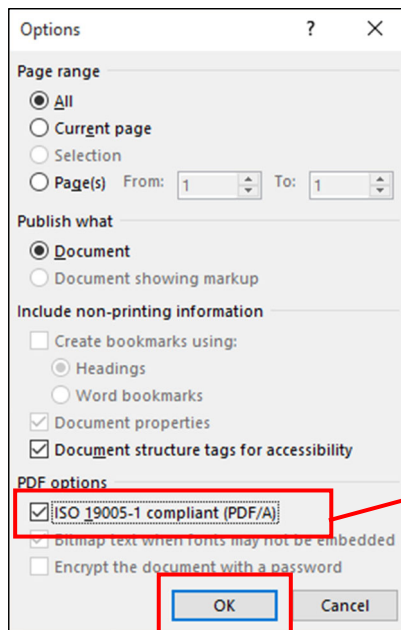 Options ? ×
Page range
All
Current page
Selection
Page(s) From: 1 To: 1
Publish what
Document
Document showing markup
Include non-printing information
Create bookmarks using:
Headings
Word bookmarks
Document properties
Document structure tags for accessibility
PDF options
ISO 19005-1 compliant (PDF/A)
Bitmap text when fonts may not be embedded
Encrypt the document with a password
OK Cancel